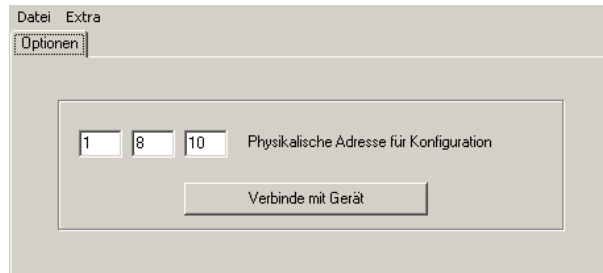 Datei Extra
Optionen
1 8 10 Physikalische Adresse für Konfiguration
Verbinde mit Gerät